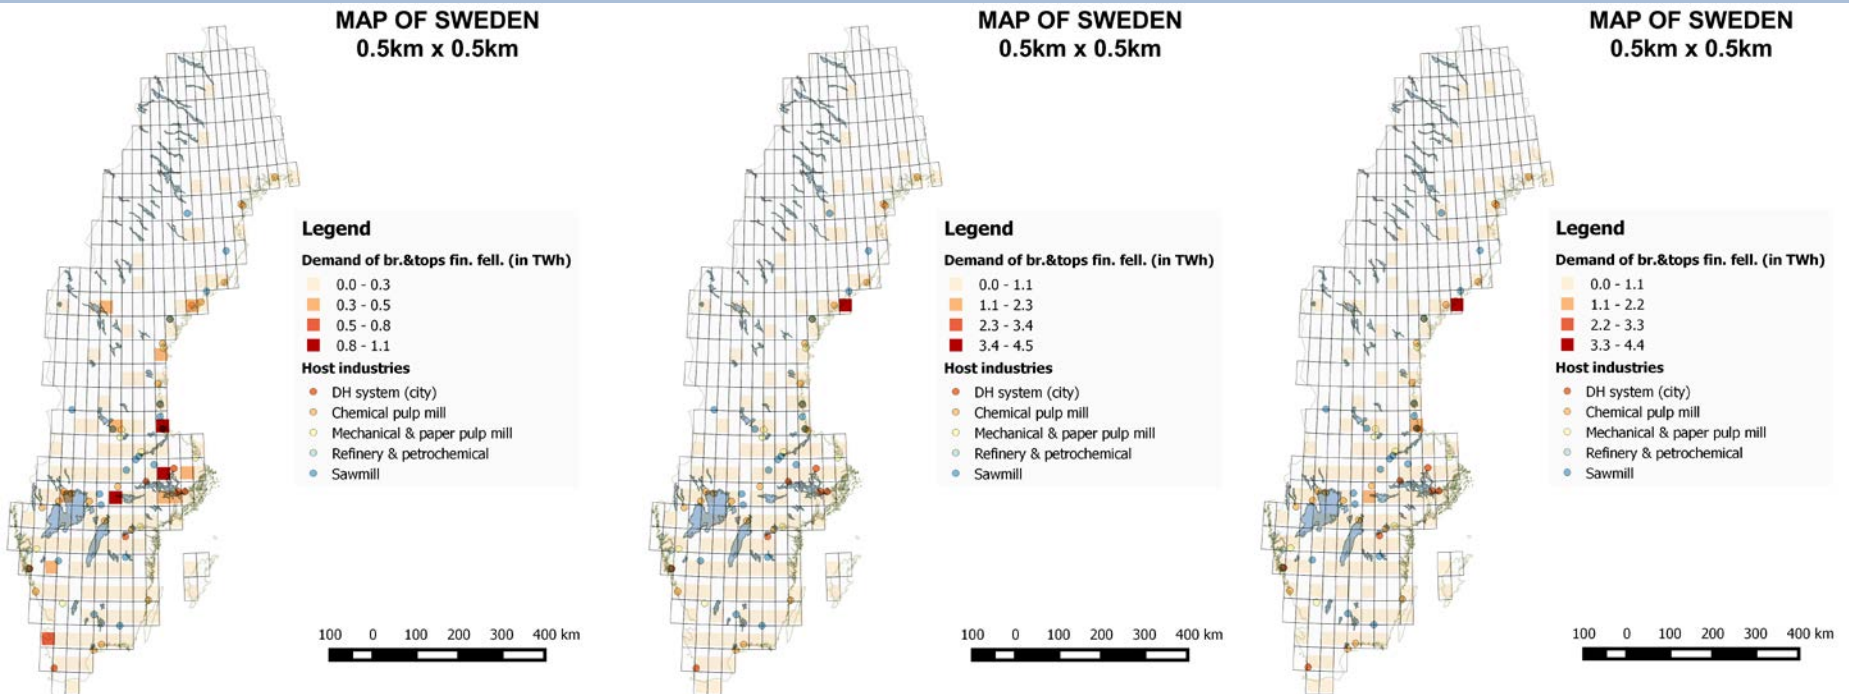 MAP OF SWEDEN
0.5km x 0.5km
Legend
Demand of br.&tops fin. fell. (in TWh)
0.0 - 0.3
0.3 - 0.5
0.5 - 0.8
0.8 - 1.1
Host industries
DH system (city)
Chemical pulp mill
Mechanical & paper pulp mill
Refinery & petrochemical
Sawmill
100 0 100 200 300 400 km
MAP OF SWEDEN
0.5km x 0.5km
Legend
Demand of br.&tops fin. fell. (in TWh)
0.0 - 1.1
1.1 - 2.3
2.3 - 3.4
3.4 - 4.5
Host industries
DH system (city)
Chemical pulp mill
Mechanical & paper pulp mill
Refinery & petrochemical
Sawmill
100 0 100 200 300 400 km
MAP OF SWEDEN
0.5km x 0.5km
Legend
Demand of br.&tops fin. fell. (in TWh)
0.0 - 1.1
1.1 - 2.2
2.2 - 3.3
3.3 - 4.4
Host industries
DH system (city)
Chemical pulp mill
Mechanical & paper pulp mill
Refinery & petrochemical
Sawmill
100 0 100 200 300 400 km